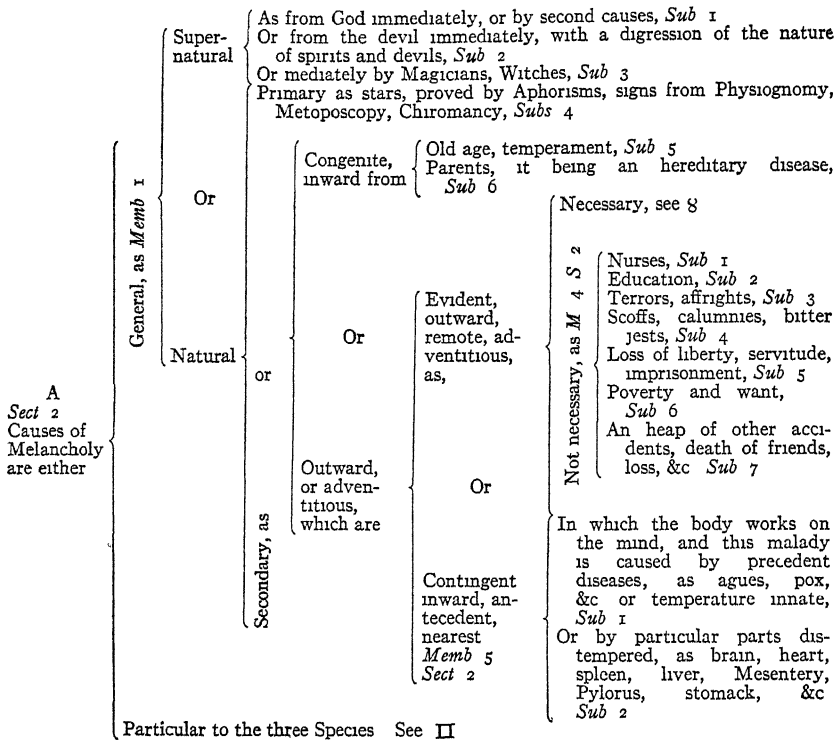 As from God immediately, or by second causes, Sub 1
Or from the devil immediately, with a digression of the nature
of spirits and devils, Sub 2
Or mediately by Magicians, Witches, Sub 3
Super-
natural
Primary as stars, proved by Aphorisms, signs from Physiognomy,
Metoposcopy, Chiromancy, Subs 4
General, as Memb 1
Or
Natural
or
Secondary, as
Congenite,
inward from
Old age, temperament, Sub 5
Parents, it being an hereditary disease,
Sub 6
Or
Outward,
or adven-
titious,
which are
Evident,
outward,
remote, ad-
ventitious,
as,
Necessary, see ୪
Not necessary, as M 4 S 2
Nurses, Sub 1
Education, Sub 2
Terrors, affrights, Sub 3
Scoffs, calumnies, bitter
jests, Sub 4
Loss of liberty, servitude,
imprisonment, Sub 5
Poverty and want,
Sub 6
An heap of other acci-
dents, death of friends,
loss, &c Sub 7
Or
Contingent
inward, an-
tecedent,
nearest
Memb 5
Sect 2
In which the body works on
the mind, and this malady
is caused by precedent
diseases, as agues, pox,
&c or temperature innate,
Sub 1
Or by particular parts dis-
tempered, as brain, heart,
spleen, liver, Mesentery,
Pylorus, stomack, &c
Sub 2
A
Sect 2
Causes of
Melancholy
are either
Particular to the three Species See ♊